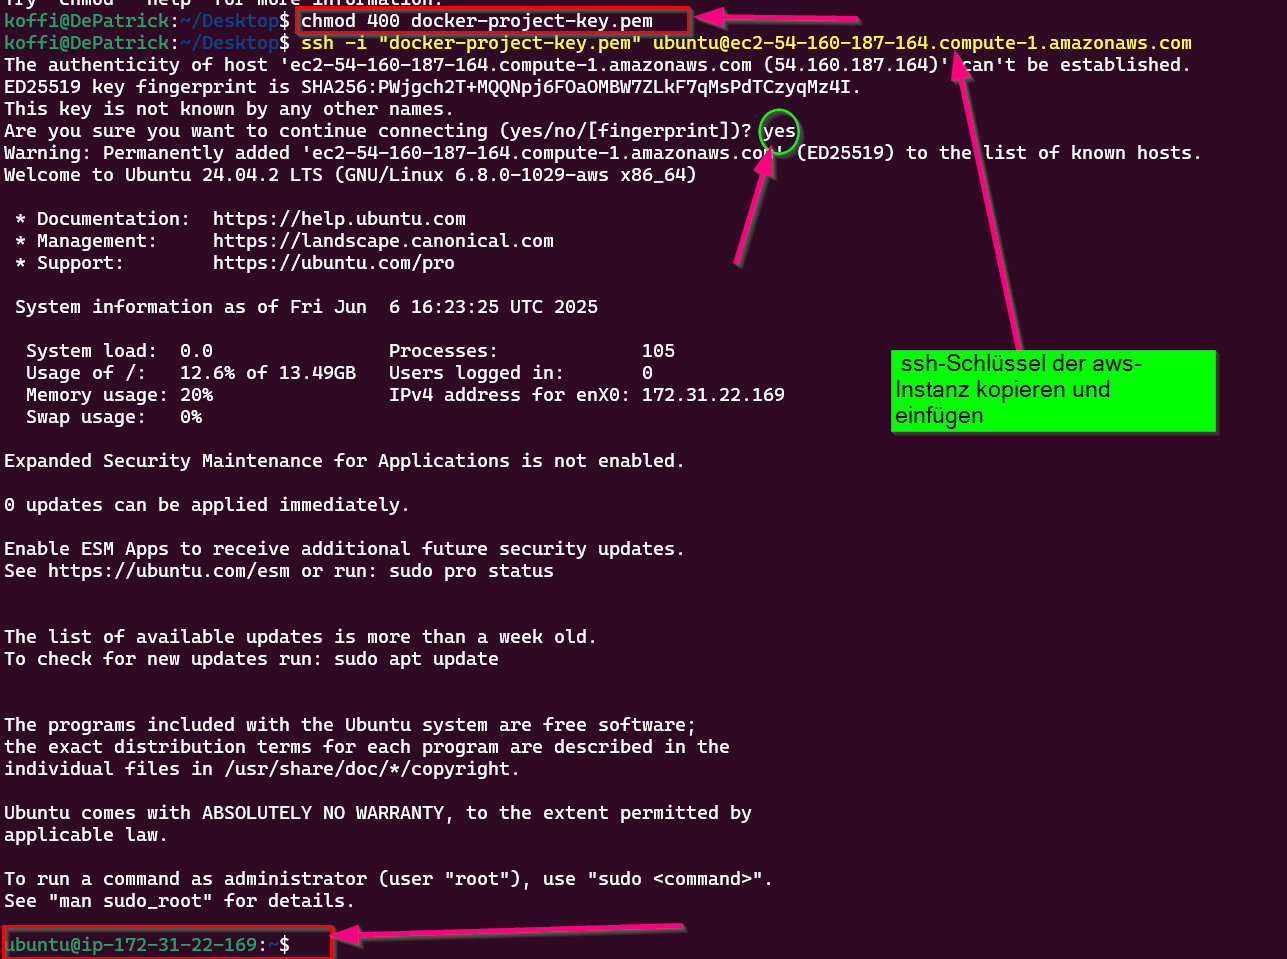 Try 'chmod --help' for more information.
koffi@DePatrick:~/Desktop$ chmod 400 docker-project-key.pem
koffi@DePatrick:~/Desktop$ ssh -i "docker-project-key.pem" ubuntu@ec2-54-160-187-164.compute-1.amazonaws.com
The authenticity of host 'ec2-54-160-187-164.compute-1.amazonaws.com (54.160.187.164)' can't be established.
ED25519 key fingerprint is SHA256:PWjgch2T+MQQNpj6FOaOMBW7ZLkF7qMsPdTCzyqMz4I.
This key is not known by any other names.
Are you sure you want to continue connecting (yes/no/[fingerprint])? yes
Warning: Permanently added 'ec2-54-160-187-164.compute-1.amazonaws.com' (ED25519) to the list of known hosts.
Welcome to Ubuntu 24.04.2 LTS (GNU/Linux 6.8.0-1029-aws x86_64)
* Documentation: https://help.ubuntu.com
* Management: https://landscape.canonical.com
* Support: https://ubuntu.com/pro
System information as of Fri Jun 6 16:23:25 UTC 2025
System load: 0.0 Processes: 105
Usage of /: 12.6% of 13.49GB Users logged in: 0
Memory usage: 20% IPv4 address for enX0: 172.31.22.169
Swap usage: 0%
ssh-Schlüssel der aws-
Instanz kopieren und
einfügen
Expanded Security Maintenance for Applications is not enabled.
0 updates can be applied immediately.
Enable ESM Apps to receive additional future security updates.
See https://ubuntu.com/esm or run: sudo pro status
The list of available updates is more than a week old.
To check for new updates run: sudo apt update
The programs included with the Ubuntu system are free software;
the exact distribution terms for each program are described in the
individual files in /usr/share/doc/*/copyright.
Ubuntu comes with ABSOLUTELY NO WARRANTY, to the extent permitted by
applicable law.
To run a command as administrator (user "root"), use "sudo <command>".
See "man sudo_root" for details.
ubuntu@ip-172-31-22-169:~$